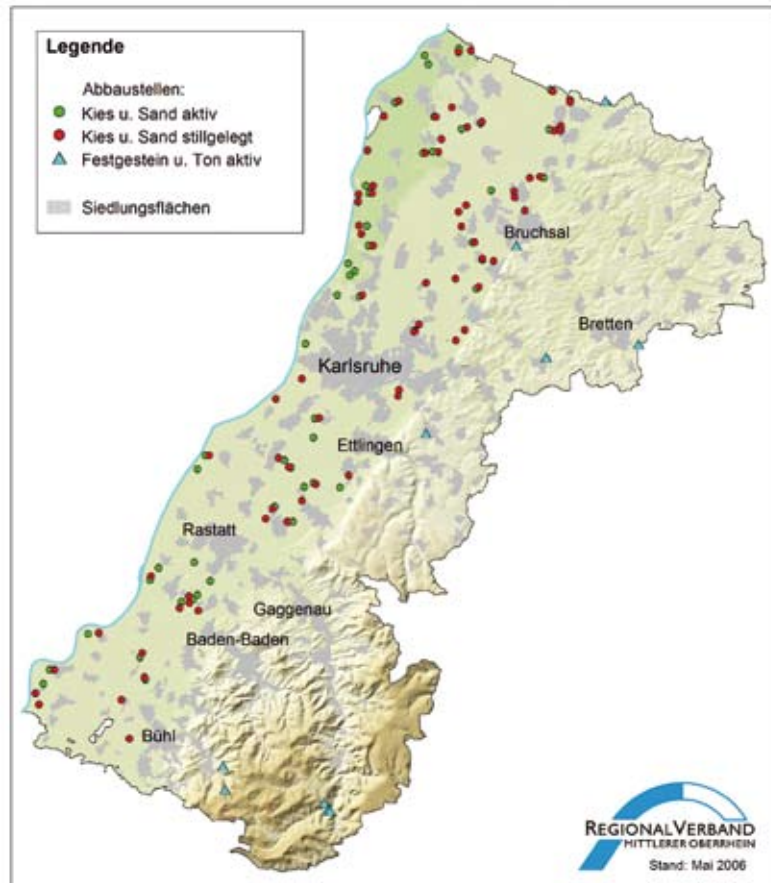 Legende
Abbaustellen:
Kies u. Sand aktiv
Kies u. Sand stillgelegt
Festgestein u. Ton aktiv
Siedlungsflächen
Bruchsal
Bretten
Karlsruhe
Ettlingen
Rastatt
Gaggenau
Baden-Baden
Bühl
REGIONALVERBAND
MITTLERER OBERRHEIN
Stand: Mai 2006